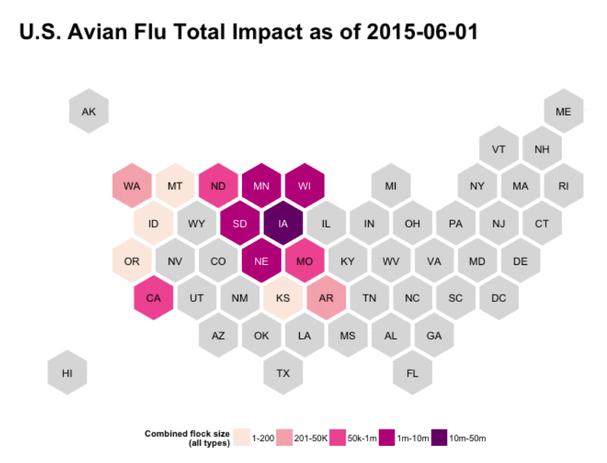 U.S. Avian Flu Total Impact as of 2015-06-01
AK ME
VT NH
WA MT ND MN WI MI NY MA RI
ID WY SD IA IL IN OH PA NJ CT
OR NV CO NE MO KY WV VA MD DE
CA UT NM KS AR TN NC SC DC
AZ OK LA MS AL GA
HI TX FL
Combined flock size
(all types) 1-200 201-50K 50k-1m 1m-10m 10m-50m